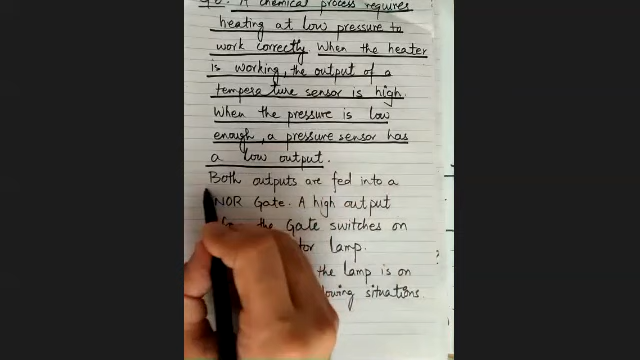 A chemical process requires
heating at low pressure to
work correctly. When the heater
is working, the output of a
temperature sensor is high.
When the pressure is low
enough, a pressure sensor has
a low output.
Both outputs are fed into a
NOR Gate. A high output
the Gate switches on
lamp.
the lamp is on
situations.